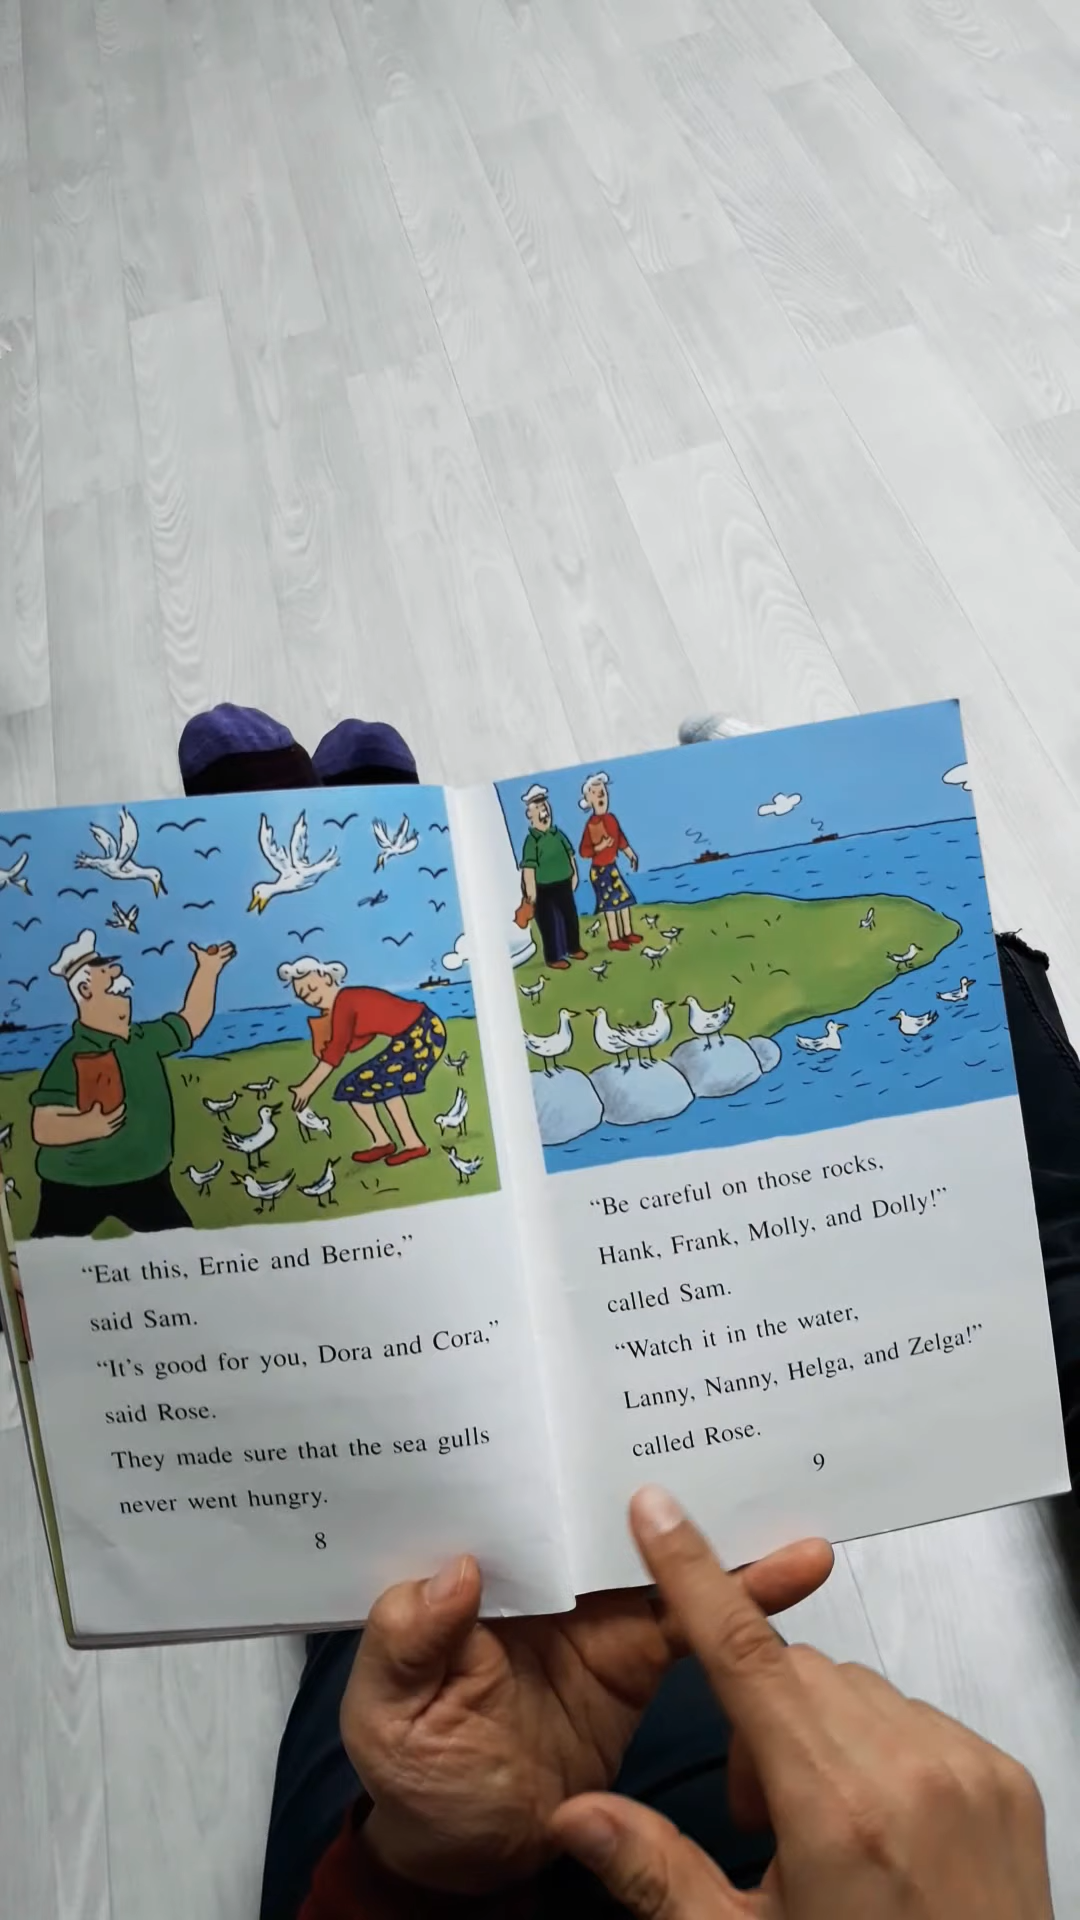 “Eat this, Ernie and Bernie,”
said Sam.
“It’s good for you, Dora and Cora,”
said Rose.
They made sure that the sea gulls
never went hungry.
8
“Be careful on those rocks,
Hank, Frank, Molly, and Dolly!”
called Sam.
“Watch it in the water,
Lanny, Nanny, Helga, and Zelga!”
called Rose.
9